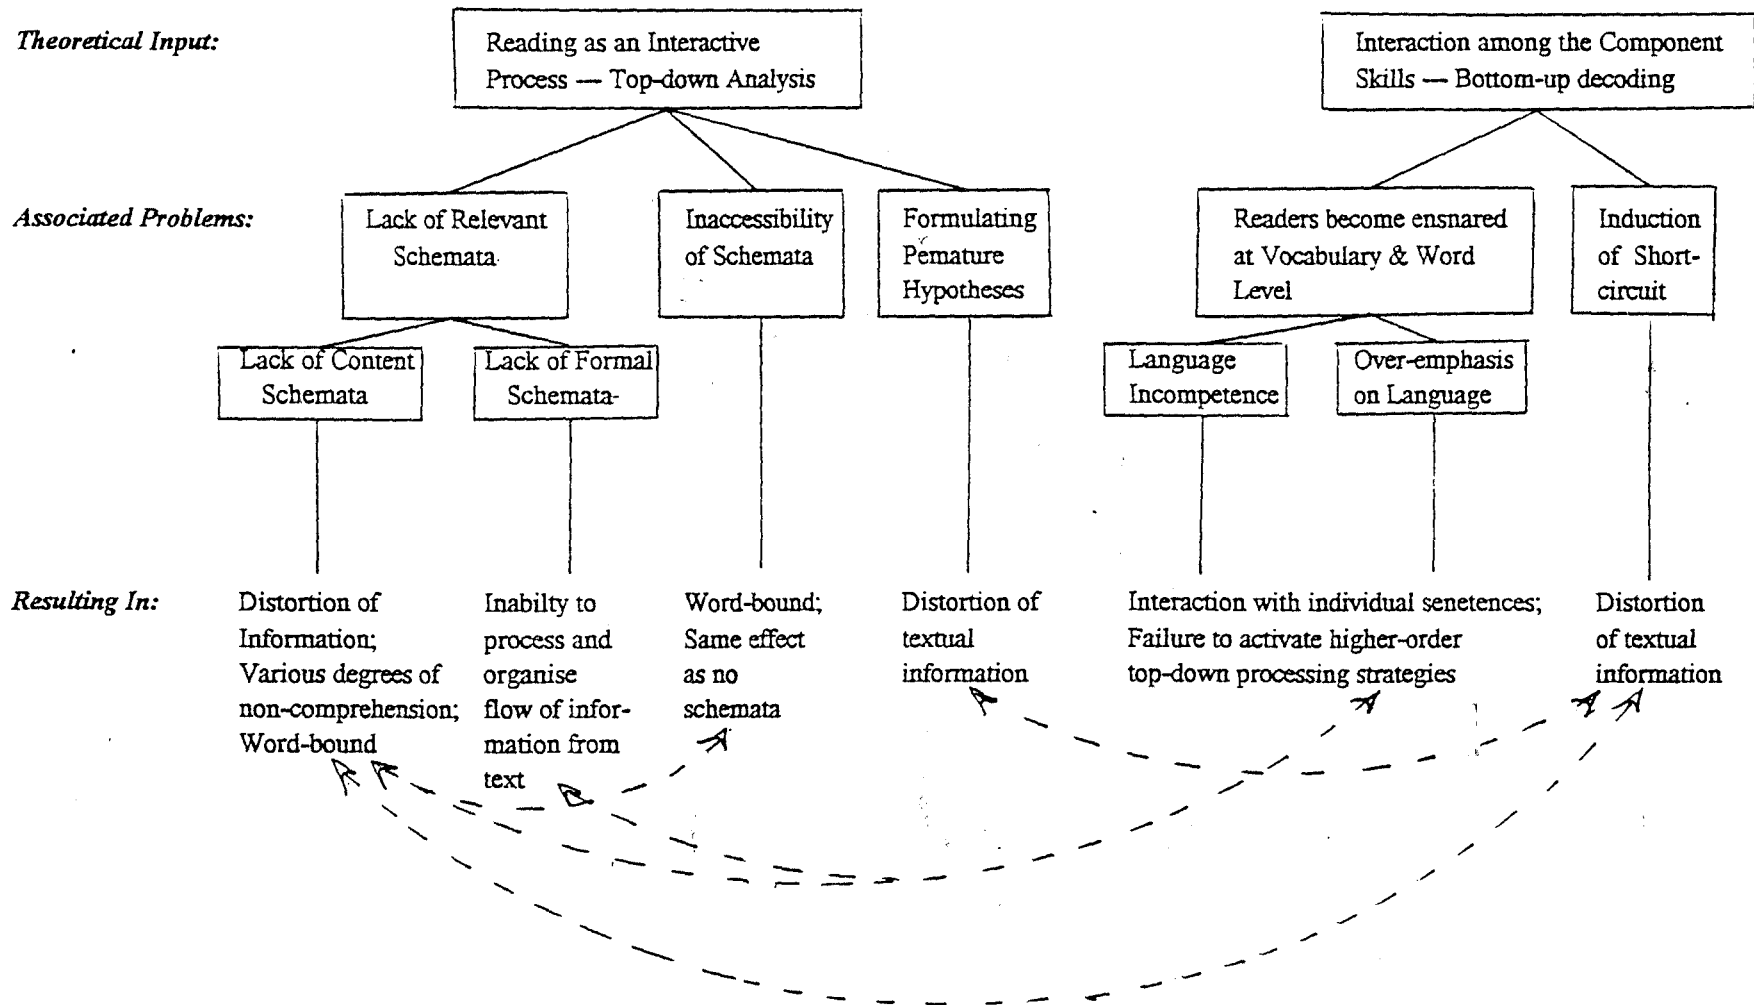 Theoretical Input:
Reading as an Interactive
Process — Top-down Analysis
Interaction among the Component
Skills — Bottom-up decoding
Associated Problems:
Lack of Relevant
Schemata
Inaccessibility
of Schemata
Formulating
Pemature
Hypotheses
Readers become ensnared
at Vocabulary & Word
Level
Induction
of Short-
circuit
Lack of Content
Schemata
Lack of Formal
Schemata
Language
Incompetence
Over-emphasis
on Language
Resulting In:
Distortion of
Information;
Various degrees of
non-comprehension;
Word-bound
Inabilty to
process and
organise
flow of infor-
mation from
text
Word-bound;
Same effect
as no
schemata
Distortion of
textual
information
Interaction with individual senetences;
Failure to activate higher-order
top-down processing strategies
Distortion
of textual
information